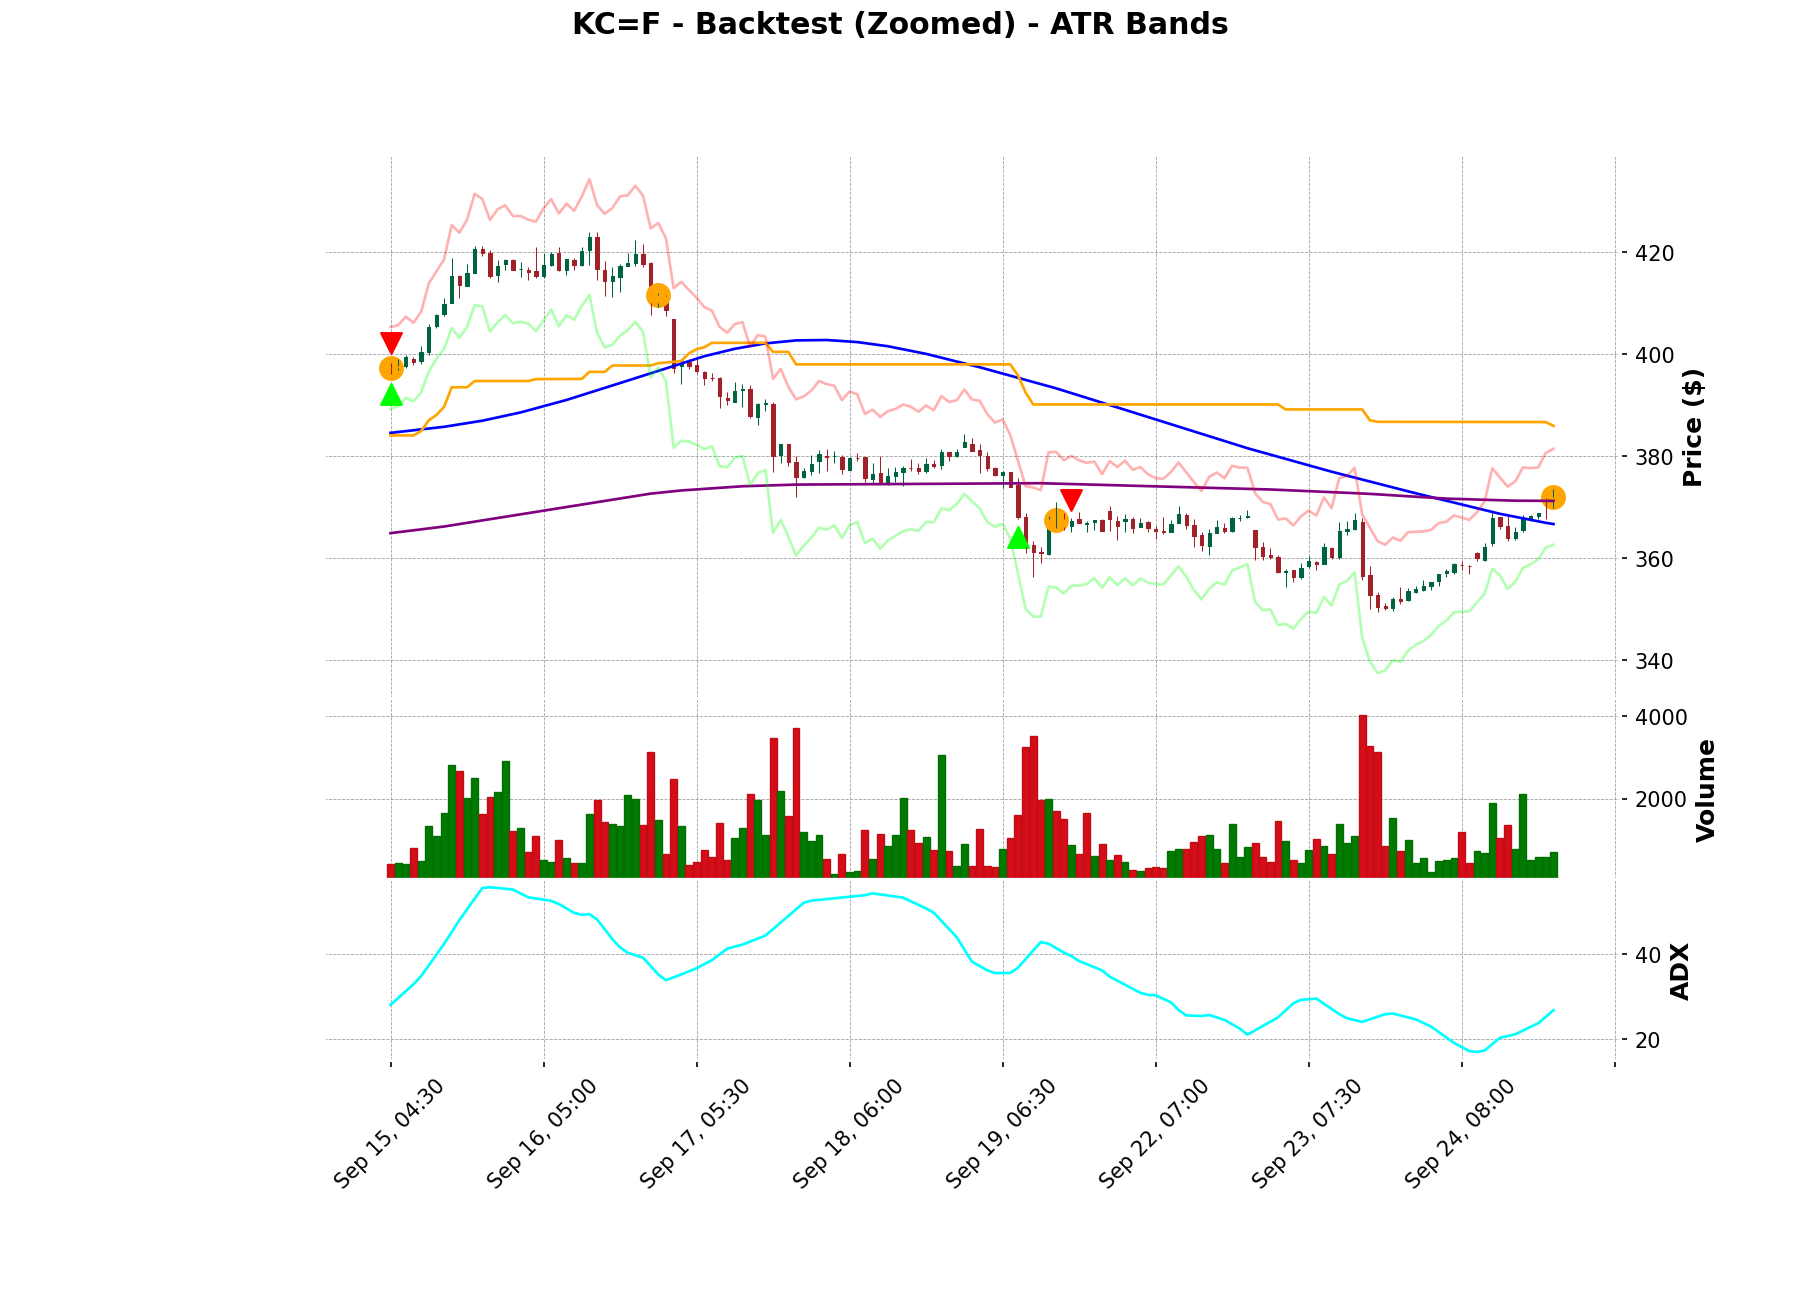 KC=F - Backtest (Zoomed) - ATR Bands
420
400
380
360
340
Price ($)
4000
2000
Volume
40
20
ADX
Sep 15, 04:30
Sep 16, 05:00
Sep 17, 05:30
Sep 18, 06:00
Sep 19, 06:30
Sep 22, 07:00
Sep 23, 07:30
Sep 24, 08:00